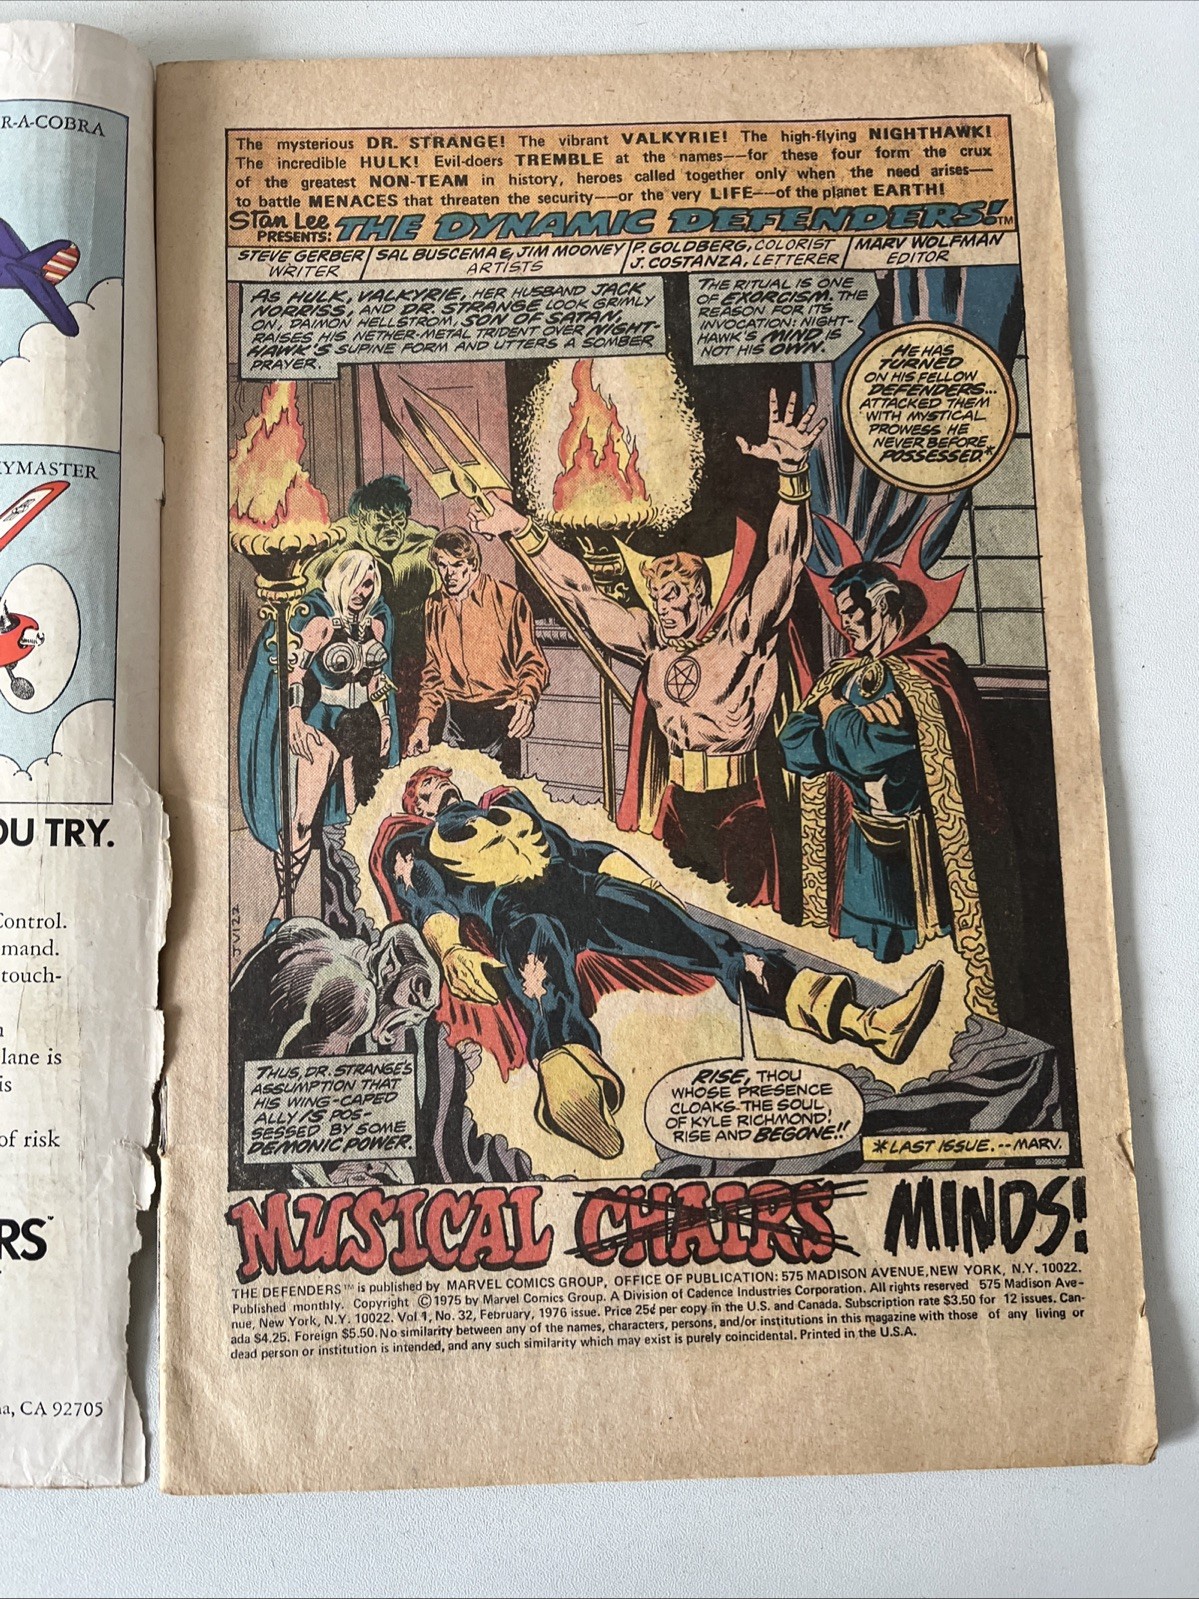 R-A-COBRA
YMASTER
OU TRY.
Control.
mand.
touch-
lane is
is
of risk
RS
a, CA 92705
The mysterious DR. STRANGE! The vibrant VALKYRIE! The high-flying NIGHTHAWK!
The incredible HULK! Evil-doers TREMBLE at the names--for these four form the crux
of the greatest NON-TEAM in history, heroes called together only when the need arises--
to battle MENACES that threaten the security--or the very LIFE--of the planet EARTH!
Stan Lee
PRESENTS: THE DYNAMIC DEFENDERS!™
STEVE GERBER
WRITER
SAL BUSCEMA & JIM MOONEY
ARTISTS
P. GOLDBERG, COLORIST
J. COSTANZA, LETTERER
MARV WOLFMAN
EDITOR
AS HULK, VALKYRIE, HER HUSBAND JACK
NORRISS, AND DR. STRANGE LOOK GRIMLY
ON, DAIMON HELLSTROM, SON OF SATAN,
RAISES HIS NETHER-METAL TRIDENT OVER NIGHT-
HAWK'S SUPINE FORM AND UTTERS A SOMBER
PRAYER.
THE RITUAL IS ONE
OF EXORCISM. THE
REASON FOR ITS
INVOCATION: NIGHT-
HAWK'S MIND IS
NOT HIS OWN.
HE HAS
TURNED
ON HIS FELLOW
DEFENDERS...
ATTACKED THEM
WITH MYSTICAL
PROWESS HE
NEVER BEFORE
POSSESSED.*
JV122
THUS, DR. STRANGE'S
ASSUMPTION THAT
HIS WING-CAPED
ALLY IS POS-
SESSED BY SOME
DEMONIC POWER.
RISE, THOU
WHOSE PRESENCE
CLOAKS THE SOUL
OF KYLE RICHMOND!
RISE AND BEGONE!!
*LAST ISSUE.--MARV.
MUSICAL CHAIRS MINDS!
THE DEFENDERS™ is published by MARVEL COMICS GROUP, OFFICE OF PUBLICATION: 575 MADISON AVENUE, NEW YORK, N.Y. 10022.
Published monthly. Copyright © 1975 by Marvel Comics Group. A Division of Cadence Industries Corporation. All rights reserved 575 Madison Ave-
nue, New York, N.Y. 10022. Vol 1, No. 32, February, 1976 issue. Price 25¢ per copy in the U.S. and Canada. Subscription rate $3.50 for 12 issues. Can-
ada $4.25. Foreign $5.50. No similarity between any of the names, characters, persons, and/or institutions in this magazine with those of any living or
dead person or institution is intended, and any such similarity which may exist is purely coincidental. Printed in the U.S.A.